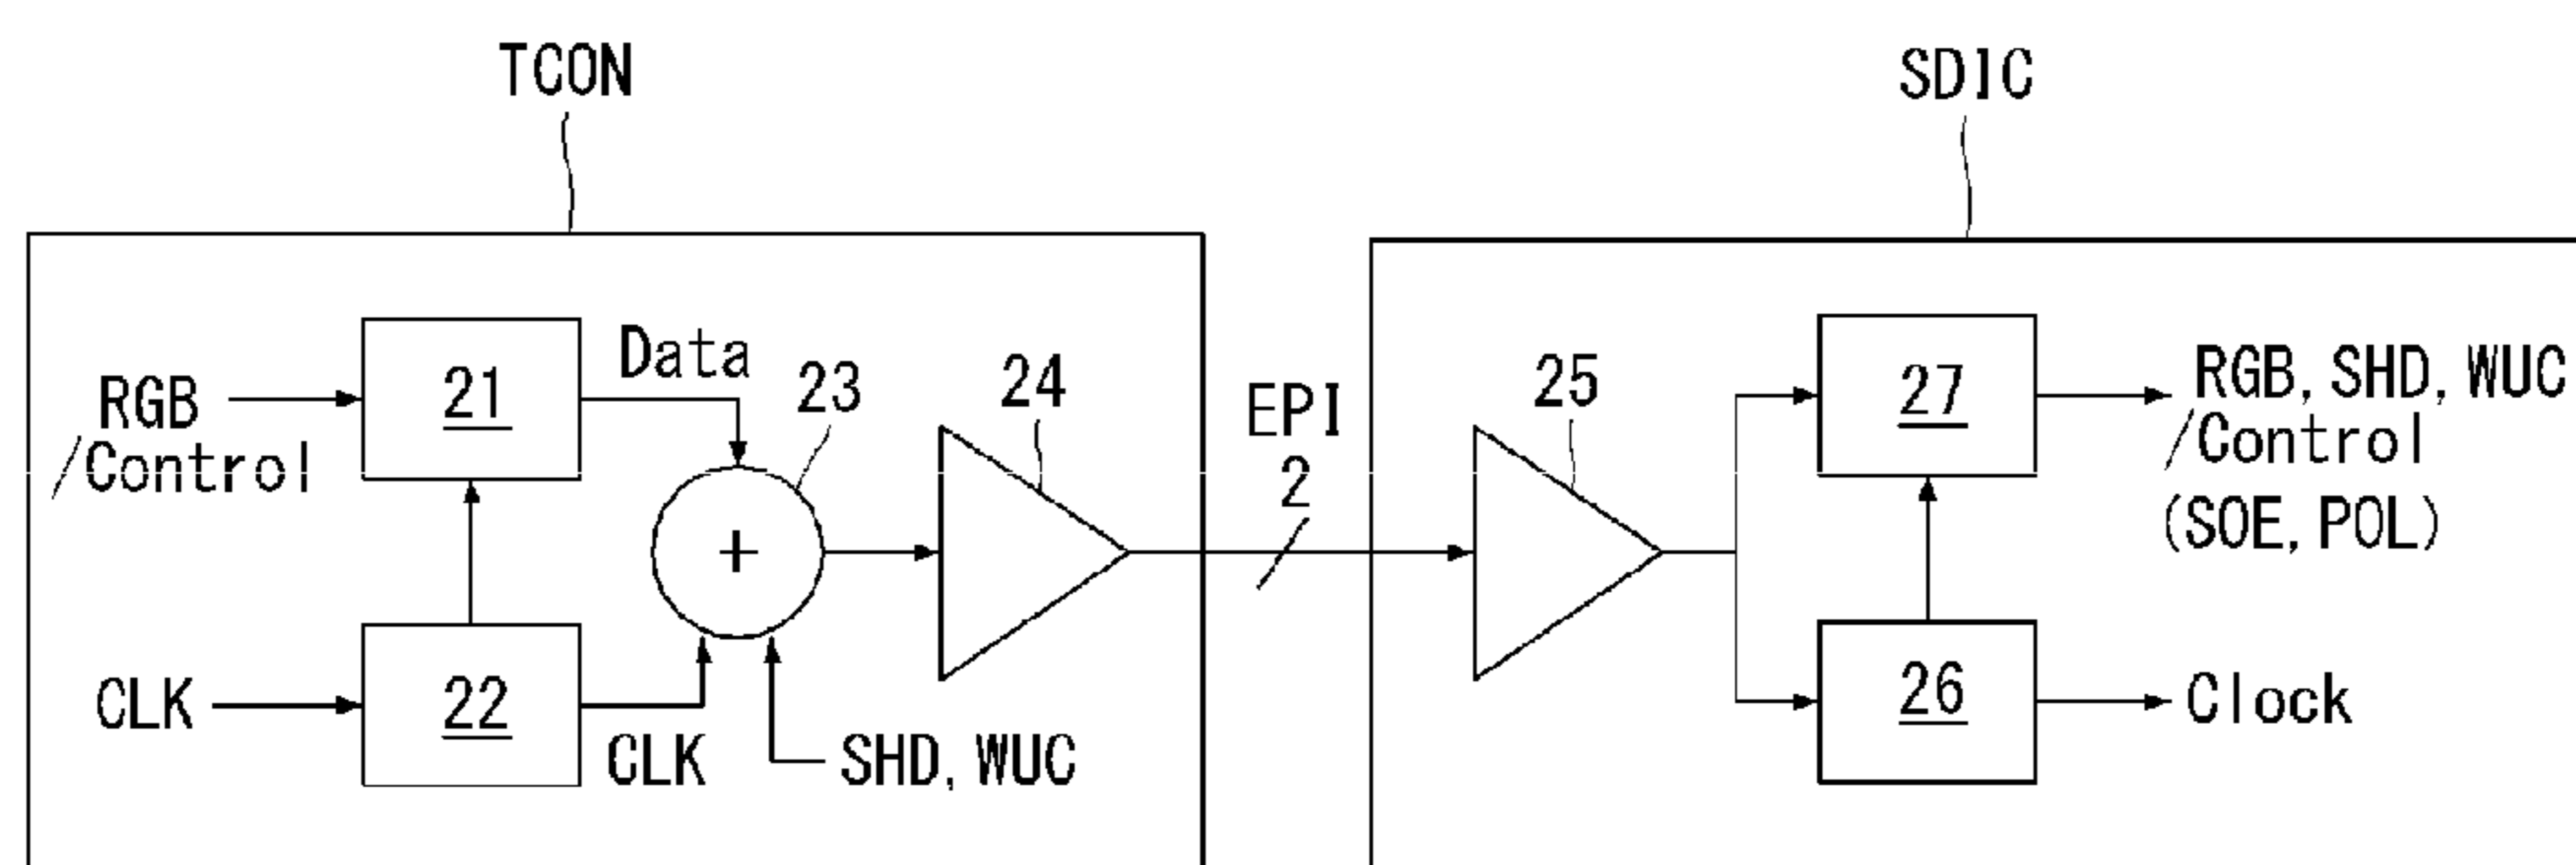 TCON
SDIC
RGB
/Control
21
Data
23
24
EPI
2
25
27
RGB, SHD, WUC
/Control
(SOE, POL)
CLK
22
CLK
SHD, WUC
26
Clock